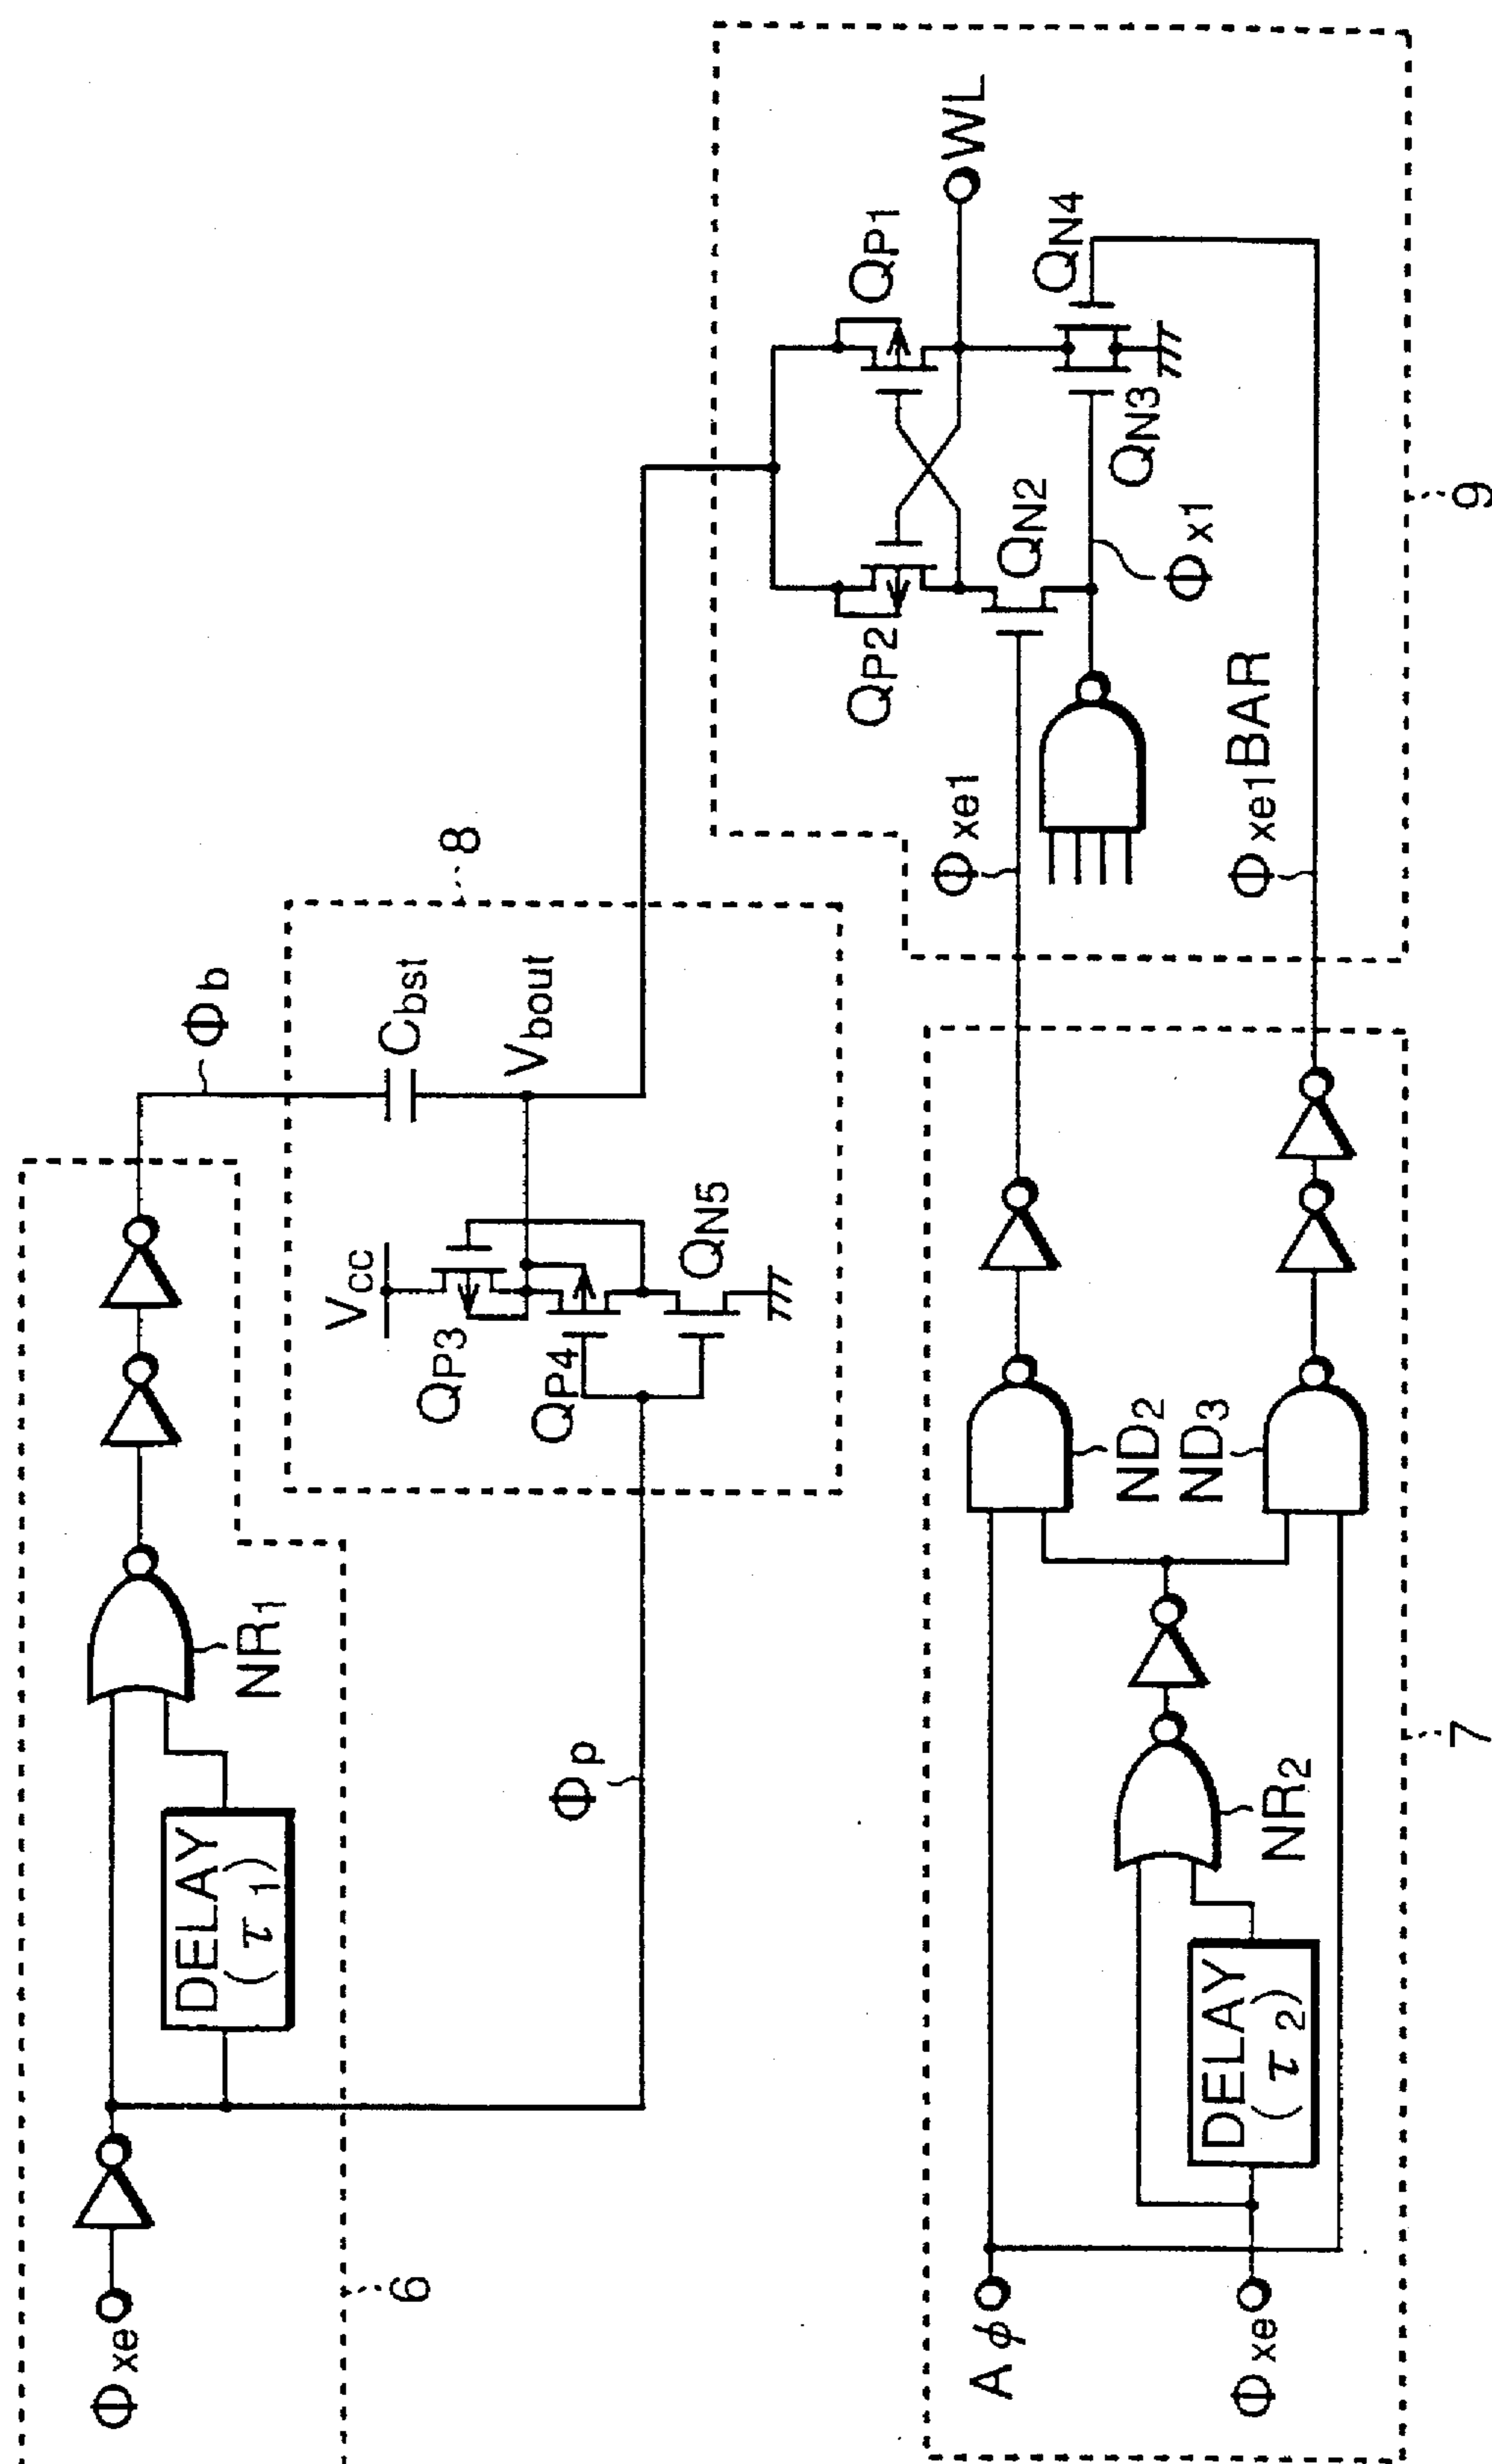 Φxe
DELAY
(τ1)
NR1
6
Φp
Φb
Vcc
QP3
QP4
QN5
Cbst
Vbout
8
Aϕ
Φxe
DELAY
(τ2)
NR2
ND2
ND3
7
Φxe1
Φxe1BAR
QP2
QP1
QN2
QN3
QN4
Φx1
WL
9